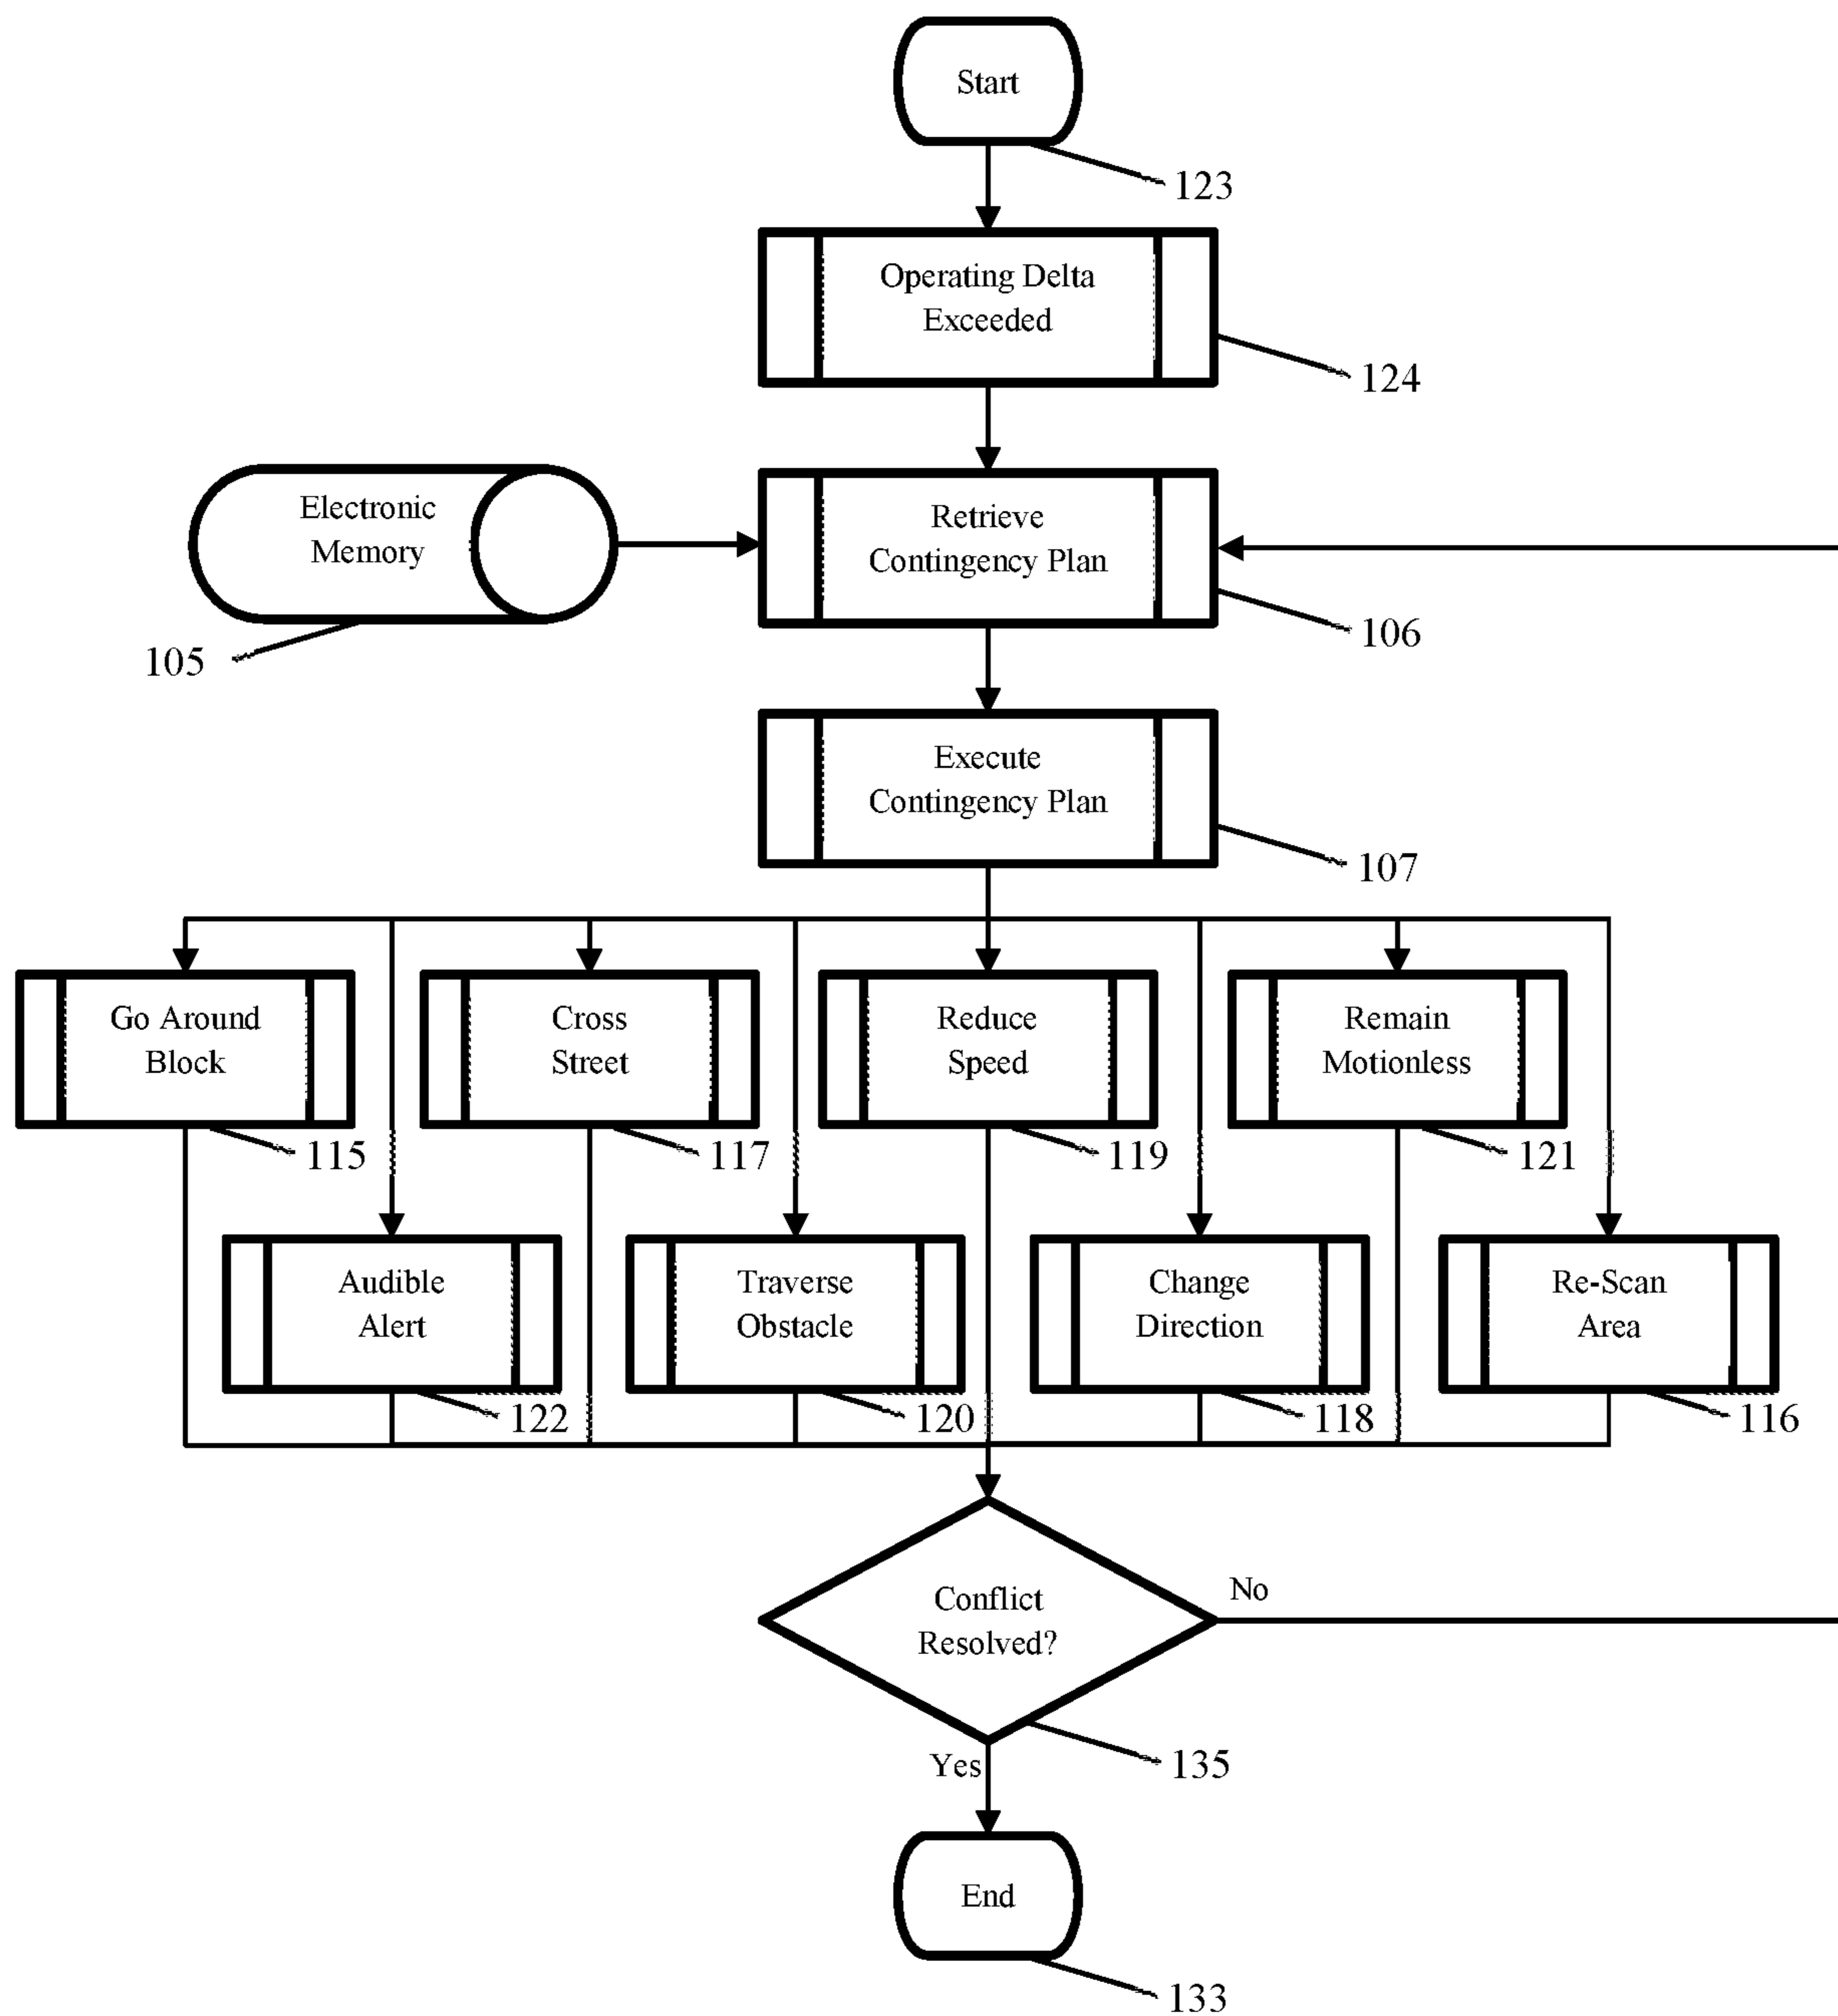 Start
123
Operating Delta
Exceeded
124
Electronic
Memory
105
Retrieve
Contingency Plan
106
Execute
Contingency Plan
107
Go Around
Block
115
Cross
Street
117
Reduce
Speed
119
Remain
Motionless
121
Audible
Alert
122
Traverse
Obstacle
120
Change
Direction
118
Re-Scan
Area
116
Conflict
Resolved?
No
135
Yes
End
133